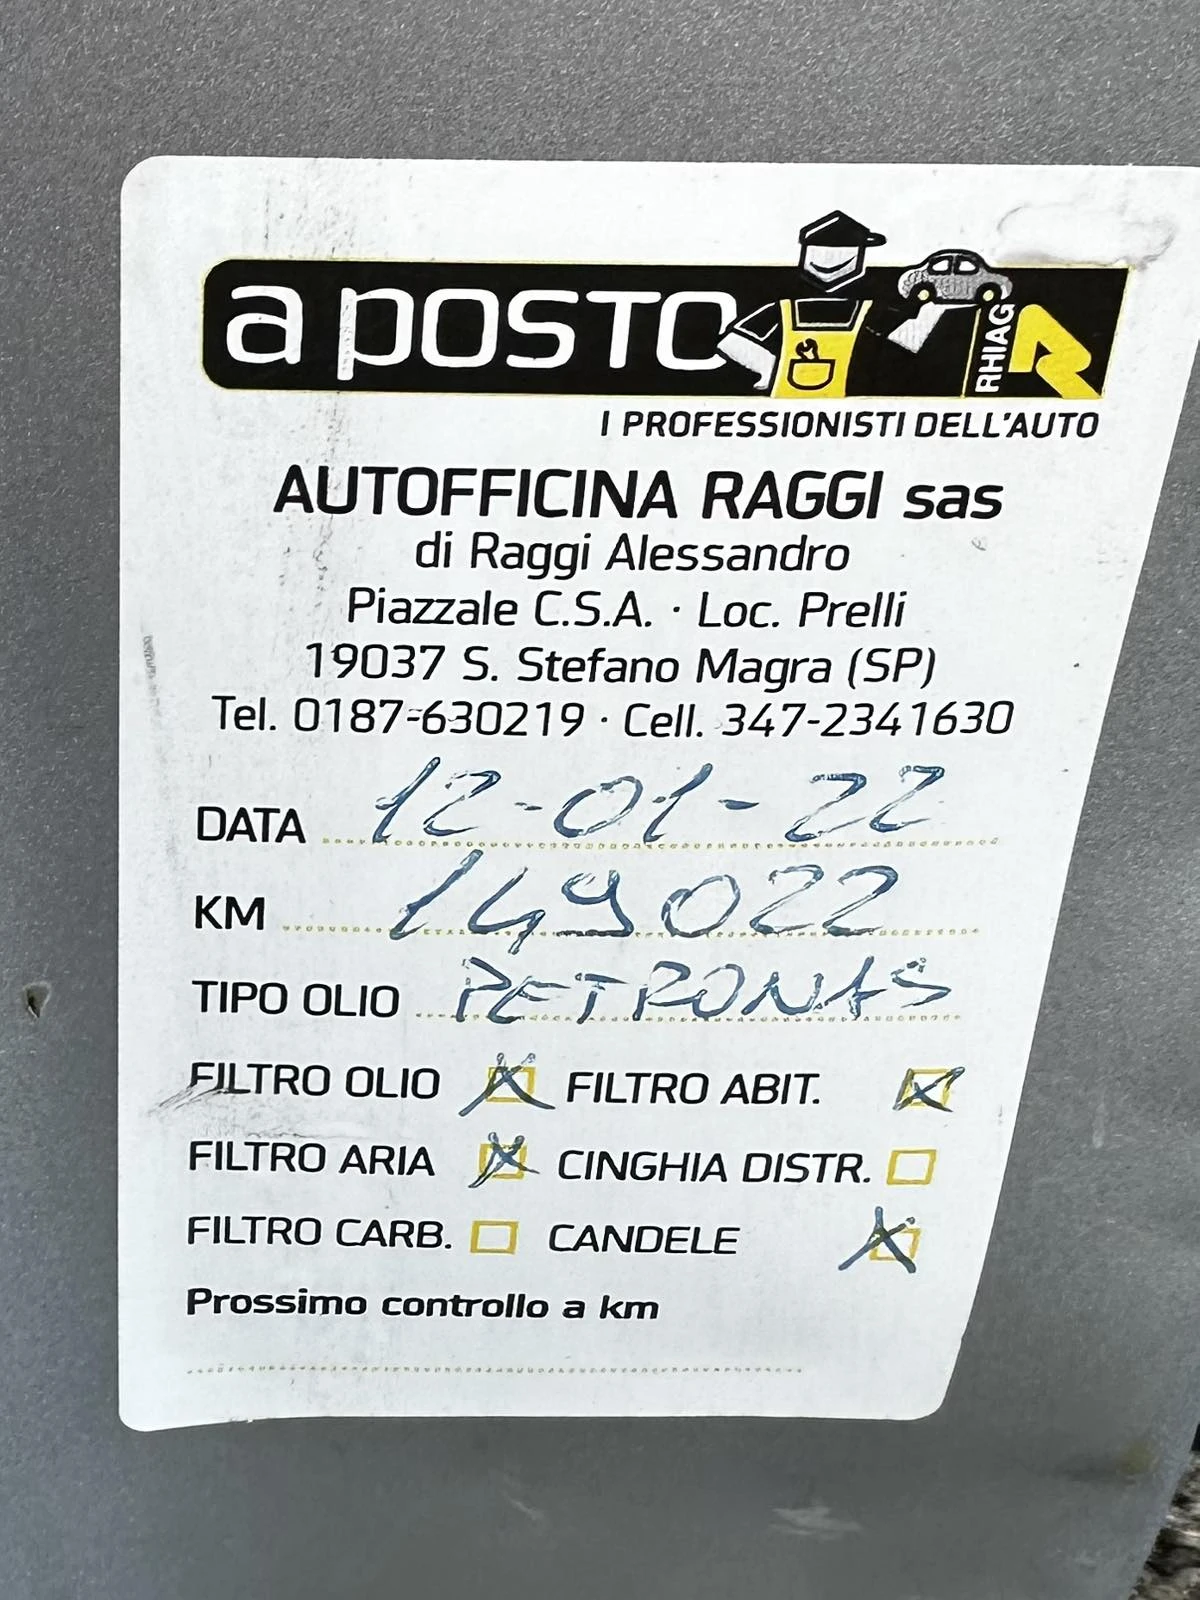 a posto
RHIAG
I PROFESSIONISTI DELL'AUTO
AUTOFFICINA RAGGI sas
di Raggi Alessandro
Piazzale C.S.A. · Loc. Prelli
19037 S. Stefano Magra (SP)
Tel. 0187-630219 · Cell. 347-2341630
DATA 12-01-22
KM 149022
TIPO OLIO PETRONAS
FILTRO OLIO FILTRO ABIT.
FILTRO ARIA CINGHIA DISTR.
FILTRO CARB. CANDELE
Prossimo controllo a km